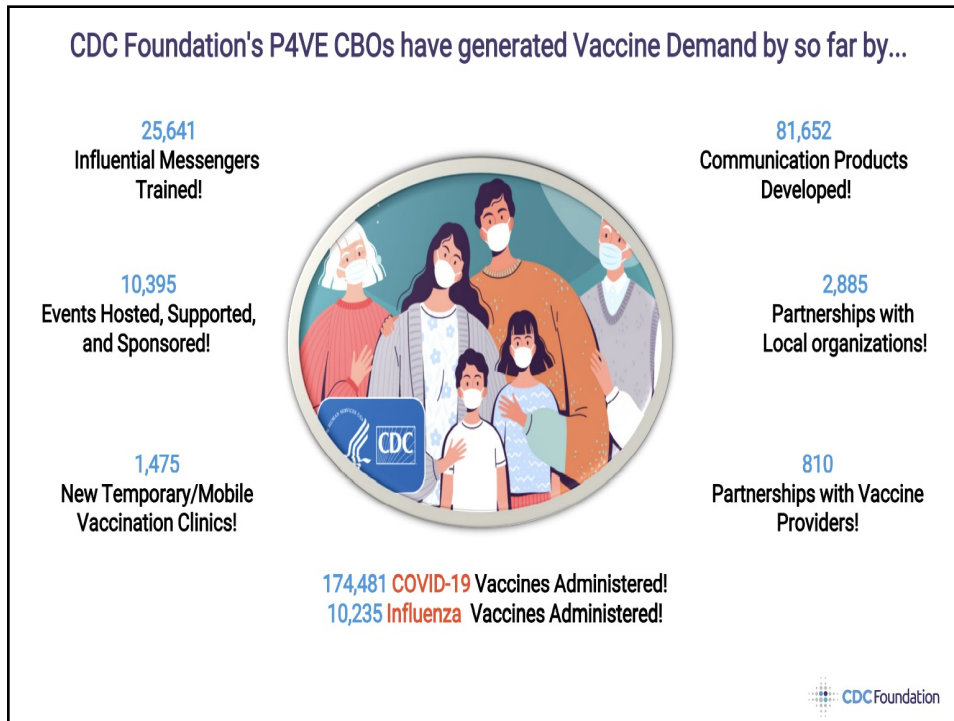 CDC Foundation's P4VE CBOs have generated Vaccine Demand by so far by...
25,641
Influential Messengers
Trained!
81,652
Communication Products
Developed!
10,395
Events Hosted, Supported,
and Sponsored!
2,885
Partnerships with
Local organizations!
1,475
New Temporary/Mobile
Vaccination Clinics!
810
Partnerships with Vaccine
Providers!
CDC
174,481 COVID-19 Vaccines Administered!
10,235 Influenza Vaccines Administered!
CDC Foundation